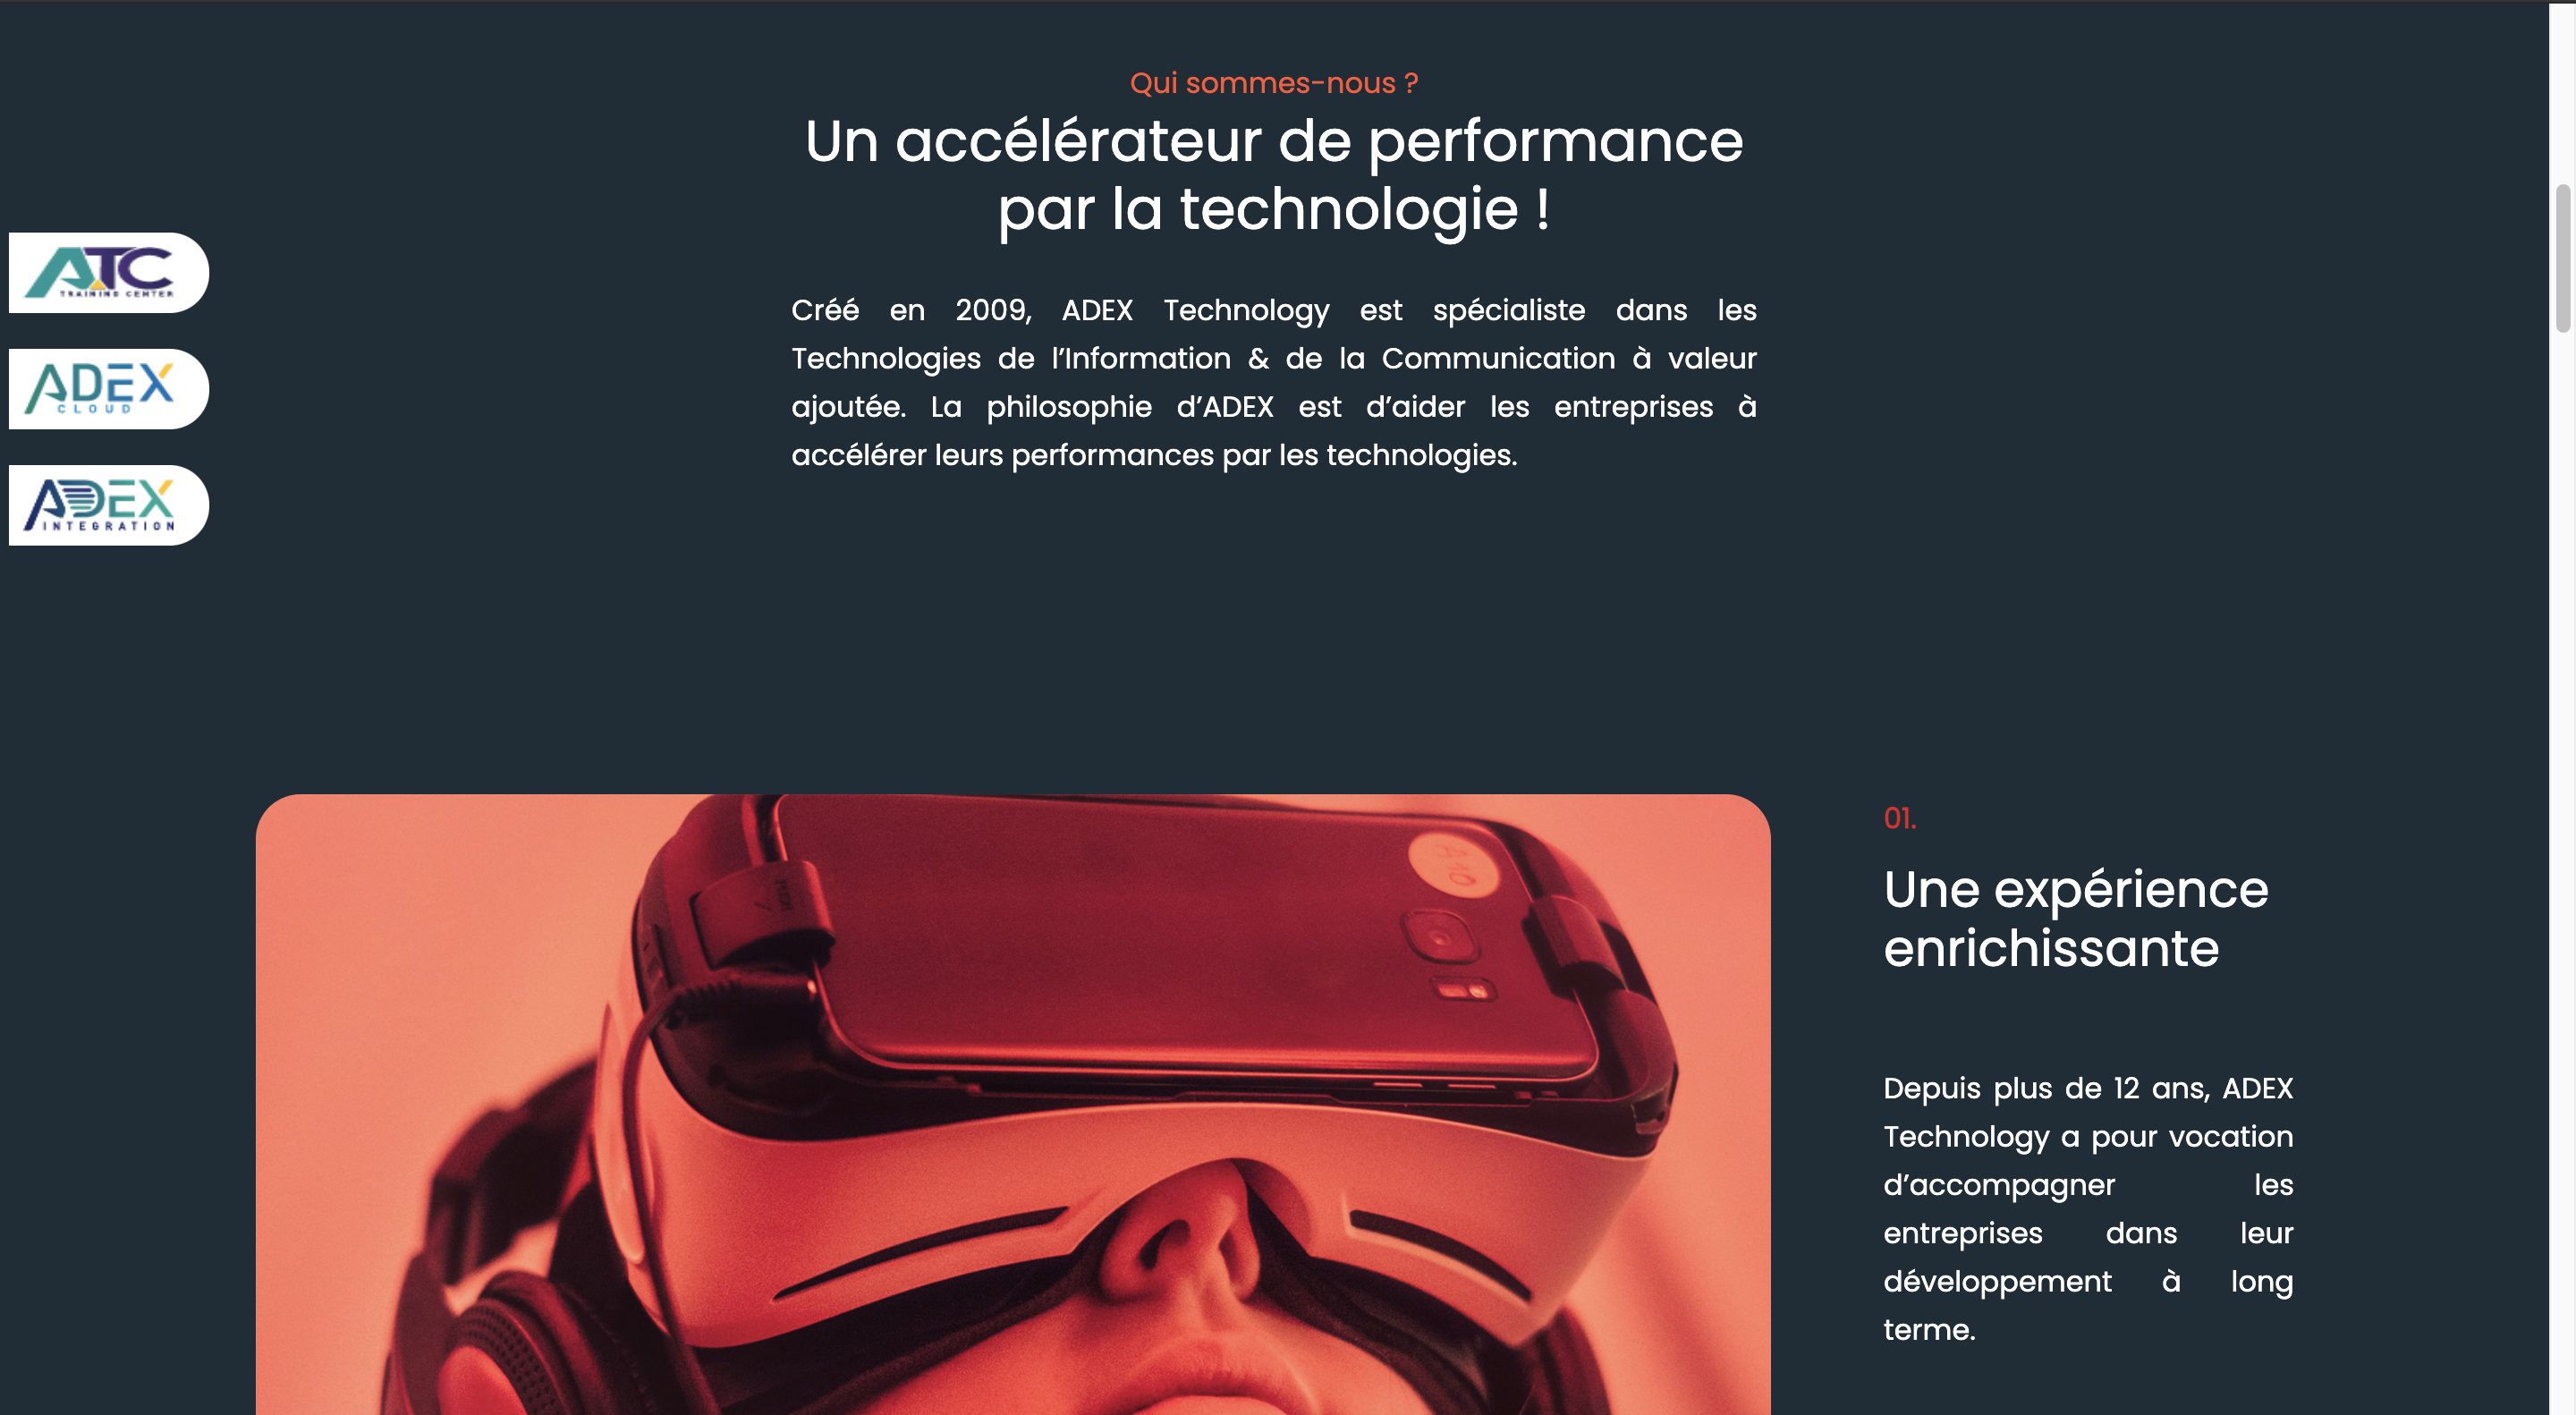 Qui sommes-nous ?
Un accélérateur de performance
par la technologie !
ATC
TRAINING CENTER
ADEX
CLOUD
ADEX
INTEGRATION
Créé en 2009, ADEX Technology est spécialiste dans les
Technologies de l’Information & de la Communication à valeur
ajoutée. La philosophie d’ADEX est d’aider les entreprises à
accélérer leurs performances par les technologies.
01.
Une expérience
enrichissante
Depuis plus de 12 ans, ADEX
Technology a pour vocation
d’accompagner les
entreprises dans leur
développement à long
terme.